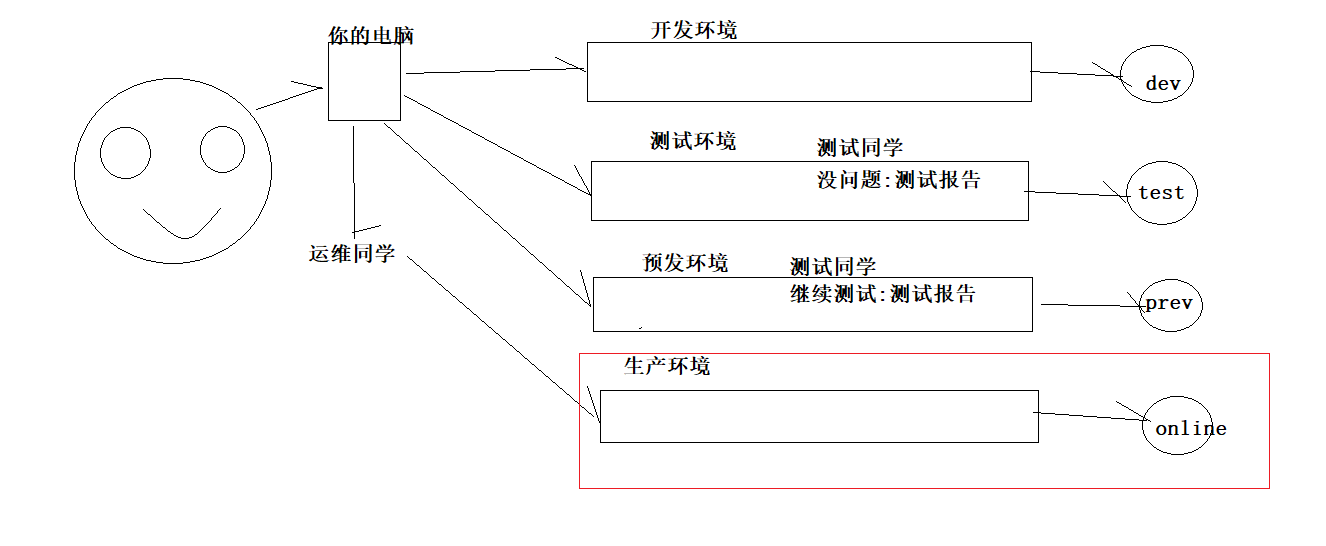 你的电脑
开发环境
dev
测试环境
测试同学
没问题:测试报告
test
运维同学
预发环境
测试同学
继续测试:测试报告
prev
生产环境
online